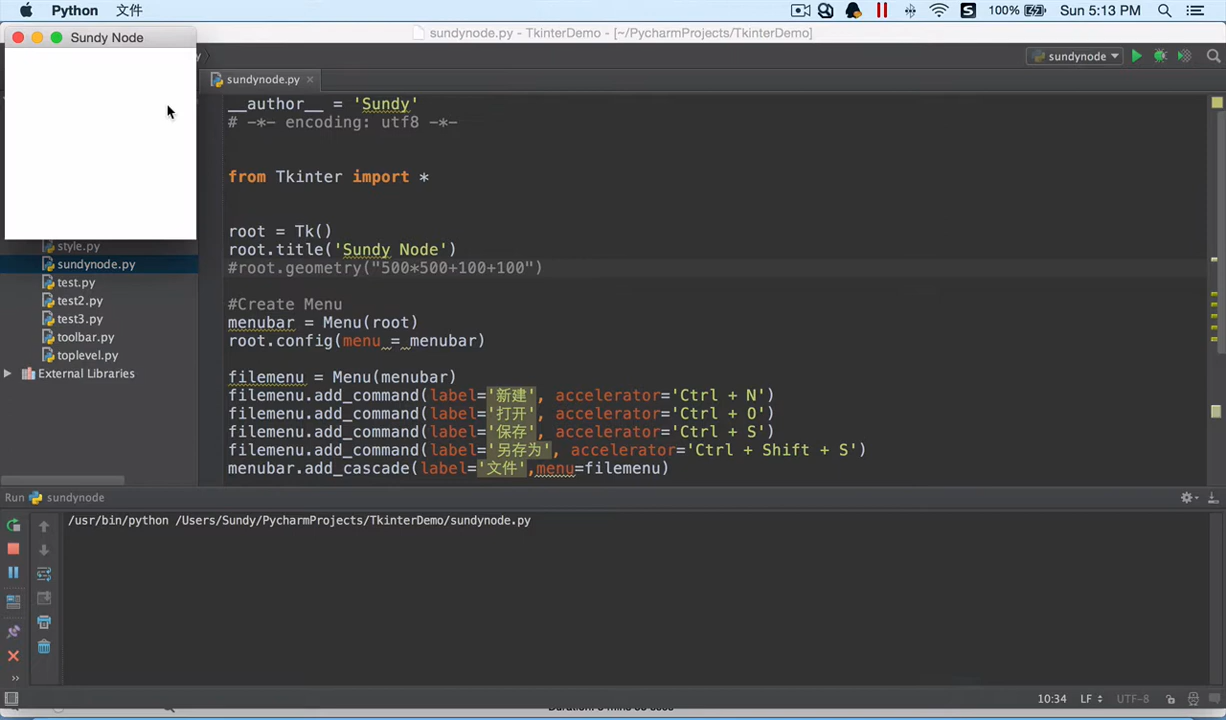 Python 文件
100% Sun 5:13 PM
sundynode.py - TkinterDemo - [~/PycharmProjects/TkinterDemo]
Sundy Node
sundynode.py
sundynode
__author__ = 'Sundy'
# -*- encoding: utf8 -*-
from Tkinter import *
root = Tk()
root.title('Sundy Node')
#root.geometry("500*500+100+100")
#Create Menu
menubar = Menu(root)
root.config(menu = menubar)
filemenu = Menu(menubar)
filemenu.add_command(label='新建', accelerator='Ctrl + N')
filemenu.add_command(label='打开', accelerator='Ctrl + O')
filemenu.add_command(label='保存', accelerator='Ctrl + S')
filemenu.add_command(label='另存为', accelerator='Ctrl + Shift + S')
menubar.add_cascade(label='文件',menu=filemenu)
style.py
sundynode.py
test.py
test2.py
test3.py
toolbar.py
toplevel.py
External Libraries
Run sundynode
/usr/bin/python /Users/Sundy/PycharmProjects/TkinterDemo/sundynode.py
10:34 LF UTF-8